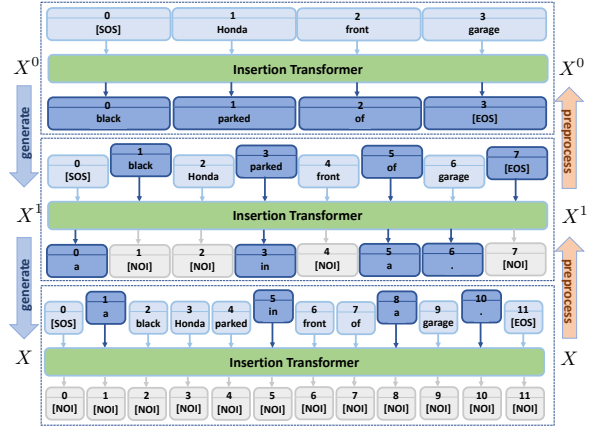 0 1 2 3
[SOS] Honda front garage
X^0 Insertion Transformer X^0
0 1 2 3
black parked of [EOS]
generate
preprocess
0 1 2 3 4 5 6 7
[SOS] black Honda parked front of garage [EOS]
X^1 Insertion Transformer X^1
0 1 2 3 4 5 6 7
a [NOI] [NOI] in [NOI] a . [NOI]
generate
preprocess
0 1 2 3 4 5 6 7 8 9 10 11
[SOS] a black Honda parked in front of a garage . [EOS]
X Insertion Transformer X
0 1 2 3 4 5 6 7 8 9 10 11
[NOI] [NOI] [NOI] [NOI] [NOI] [NOI] [NOI] [NOI] [NOI] [NOI] [NOI] [NOI]